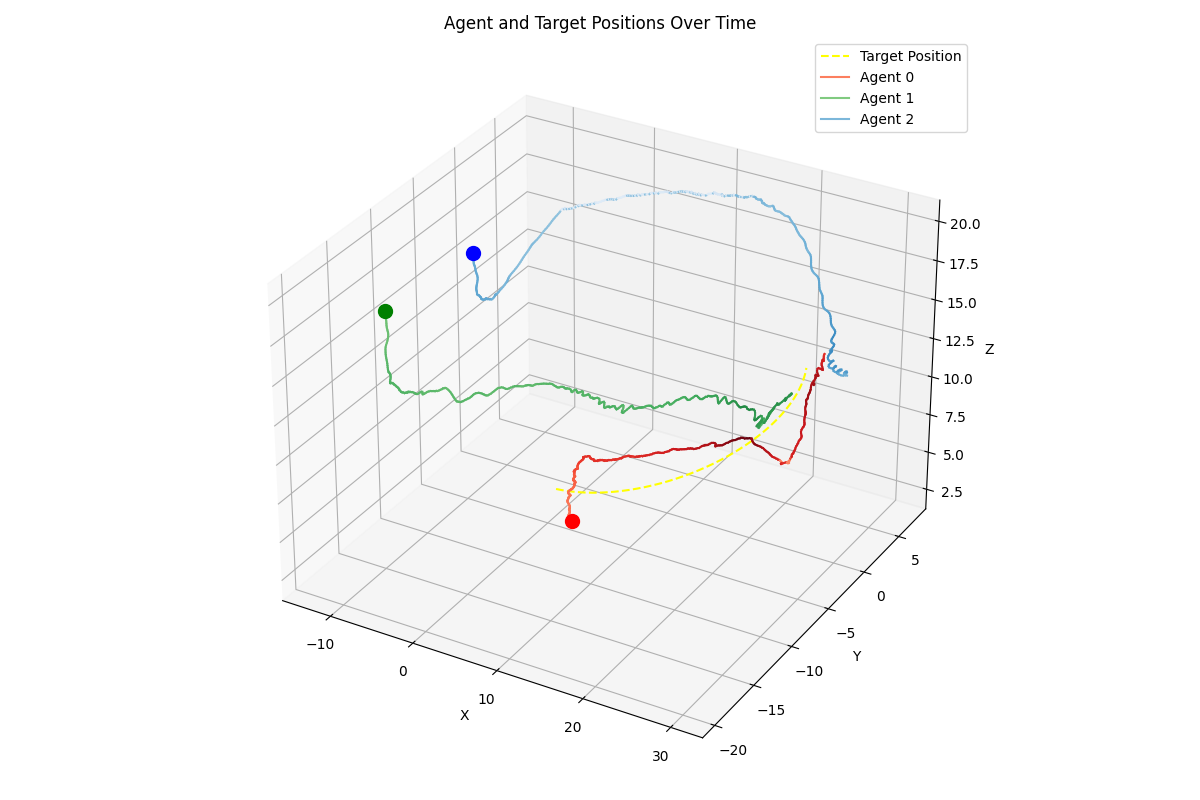 Agent and Target Positions Over Time
Target Position
Agent 0
Agent 1
Agent 2
20.0
17.5
15.0
12.5
10.0
7.5
5.0
2.5
Z
5
0
−5
−10
−15
−20
Y
−10
0
10
20
30
X